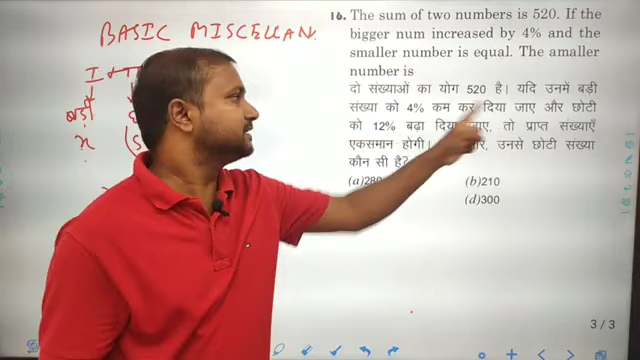 BASIC MISCELLAN
I + 
बड़ी
x
16. The sum of two numbers is 520. If the
bigger num increased by 4% and the
smaller number is equal. The amaller
number is
दो संख्याओं का योग 520 है। यदि उनमें बड़ी
संख्या को 4% कम कर दिया जाए और छोटी
को 12% बढ़ा दिया जाए, तो प्राप्त संख्याएँ
एकसमान होगी। उनसे छोटी संख्या
कौन सी है?
(a)280 (b)210
(d)300
3 / 3